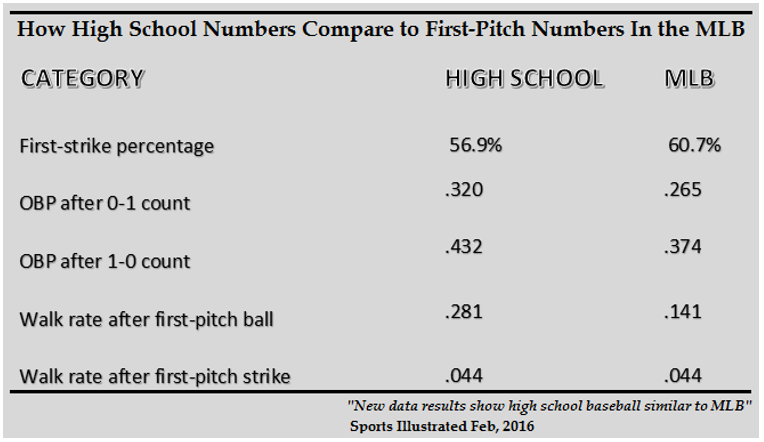 How High School Numbers Compare to First-Pitch Numbers In the MLB
CATEGORY HIGH SCHOOL MLB
First-strike percentage 56.9% 60.7%
OBP after 0-1 count .320 .265
OBP after 1-0 count .432 .374
Walk rate after first-pitch ball .281 .141
Walk rate after first-pitch strike .044 .044
"New data results show high school baseball similar to MLB"
Sports Illustrated Feb, 2016